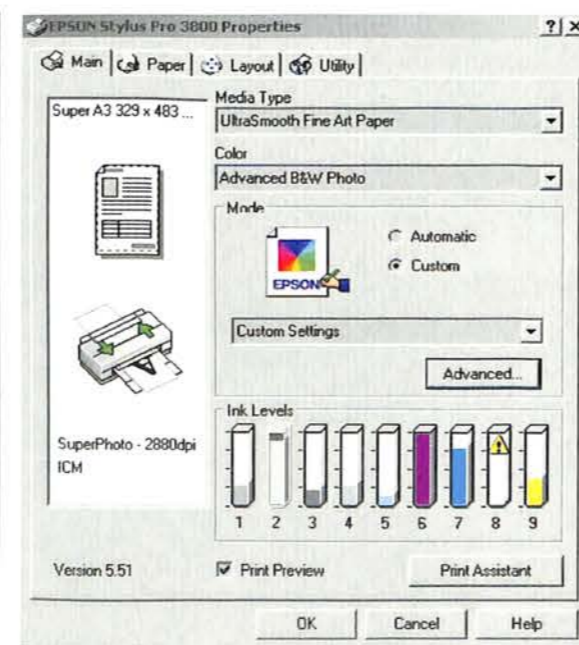 EPSON Stylus Pro 3800 Properties
Main Paper Layout Utility
Super A3 329 x 483 ...
Media Type
UltraSmooth Fine Art Paper
Color
Advanced B&W Photo
Mode
Automatic
Custom
EPSON
Custom Settings
Advanced...
SuperPhoto - 2880dpi
ICM
Ink Levels
1 2 3 4 5 6 7 8 9
Version 5.51
Print Preview
Print Assistant
OK Cancel Help